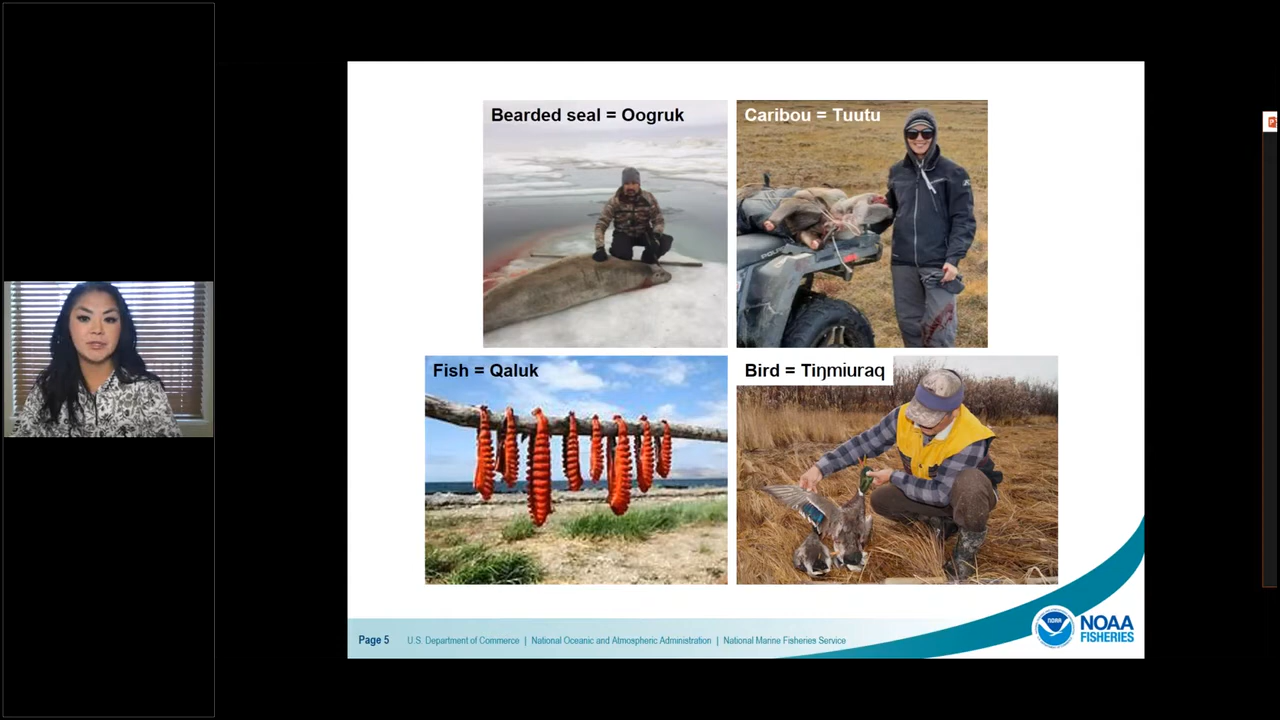 Bearded seal = Oogruk
Caribou = Tuutu
Fish = Qaluk
Bird = Tiŋmiuraq
Page 5 U.S. Department of Commerce | National Oceanic and Atmospheric Administration | National Marine Fisheries Service
NOAA
NOAA
FISHERIES